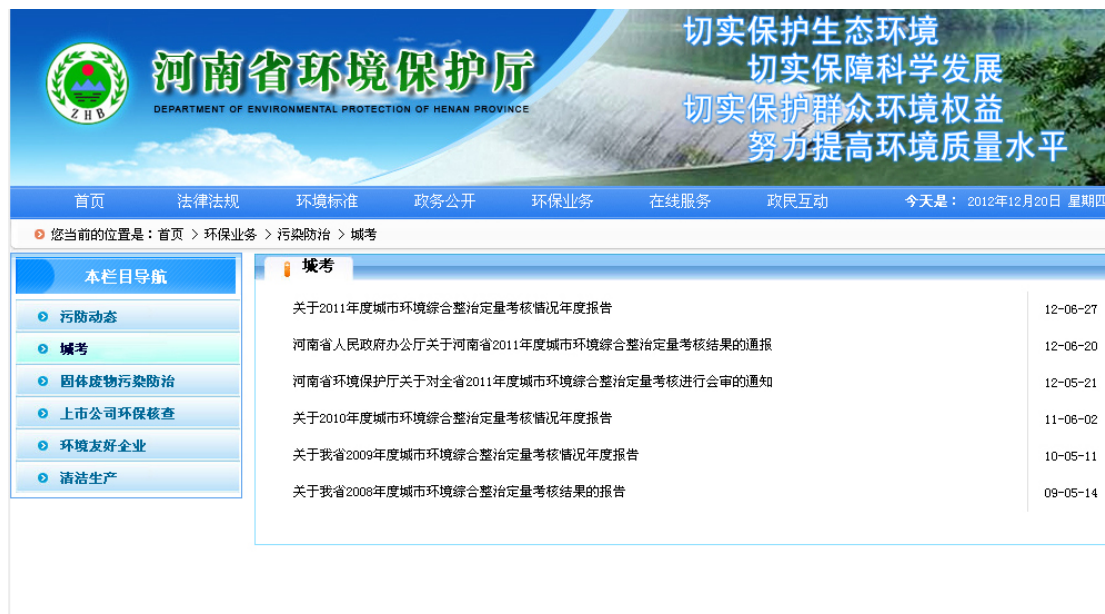 切实保护生态环境
切实保障科学发展
切实保护群众环境权益
努力提高环境质量水平
ZHB
河南省环境保护厅
DEPARTMENT OF ENVIRONMENTAL PROTECTION OF HENAN PROVINCE
首页 法律法规 环境标准 政务公开 环保业务 在线服务 政民互动 今天是： 2012年12月20日 星期四
您当前的位置是：首页 > 环保业务 > 污染防治 > 城考
本栏目导航
污防动态
城考
固体废物污染防治
上市公司环保核查
环境友好企业
清洁生产
城考
关于2011年度城市环境综合整治定量考核情况年度报告 12-06-27
河南省人民政府办公厅关于河南省2011年度城市环境综合整治定量考核结果的通报 12-06-20
河南省环境保护厅关于对全省2011年度城市环境综合整治定量考核进行会审的通知 12-05-21
关于2010年度城市环境综合整治定量考核情况年度报告 11-06-02
关于我省2009年度城市环境综合整治定量考核情况年度报告 10-05-11
关于我省2008年度城市环境综合整治定量考核结果的报告 09-05-14